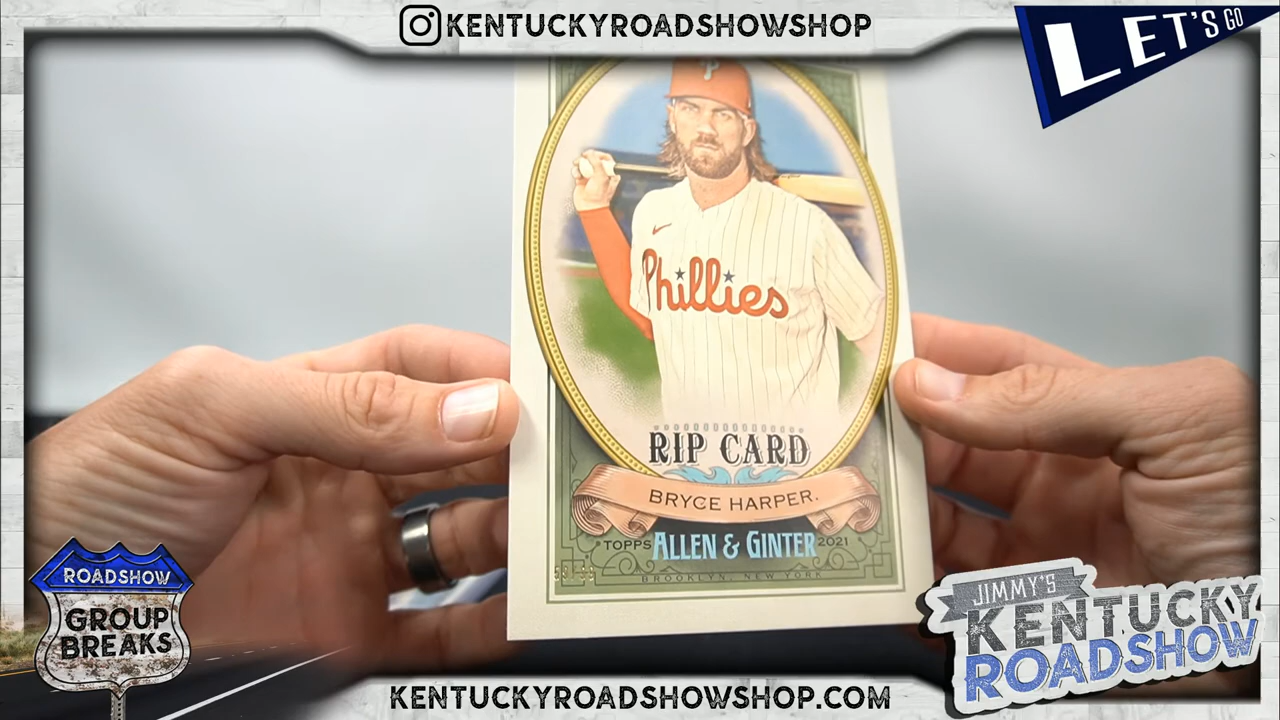 KENTUCKYROADSHOWSHOP
LET'S GO
P
Phillies
RIP CARD
BRYCE HARPER.
TOPPS ALLEN & GINTER 2021
BROOKLYN, NEW YORK
ROADSHOW
GROUP
BREAKS
JIMMY'S
KENTUCKY
ROADSHOW
KENTUCKYROADSHOWSHOP.COM